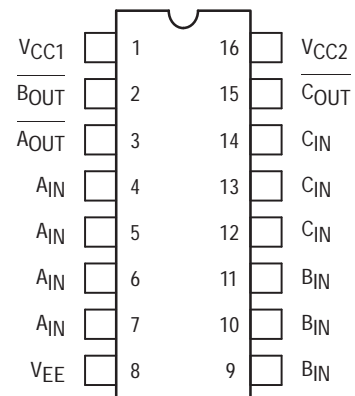 VCC1 1 16 VCC2
BOUT 2 15 COUT
AOUT 3 14 CIN
AIN 4 13 CIN
AIN 5 12 CIN
AIN 6 11 BIN
AIN 7 10 BIN
VEE 8 9 BIN